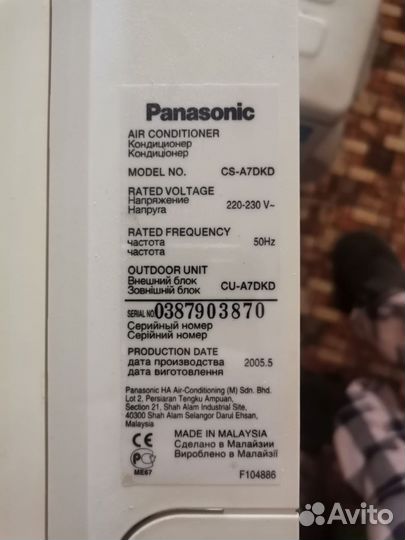 Panasonic
AIR CONDITIONER
Кондиционер
Кондиціонер
MODEL NO. CS-A7DKD
RATED VOLTAGE
Напряжение 220-230 V~
Напруга
RATED FREQUENCY
частота 50Hz
частота
OUTDOOR UNIT
Внешний блок CU-A7DKD
Зовнішній блок
SERIAL NO. 0387903870
Серийный номер
Серійний номер
PRODUCTION DATE
дата производства 2005.5
дата виготовлення
Panasonic HA Air-Conditioning (M) Sdn. Bhd.
Lot 2, Persiaran Tengku Ampuan,
Section 21, Shah Alam Industrial Site,
40300 Shah Alam Selangor Darul Ehsan,
Malaysia
CE MADE IN MALAYSIA
Сделано в Малайзии
Вироблено в Малайзії
ME67
F104886
Avito